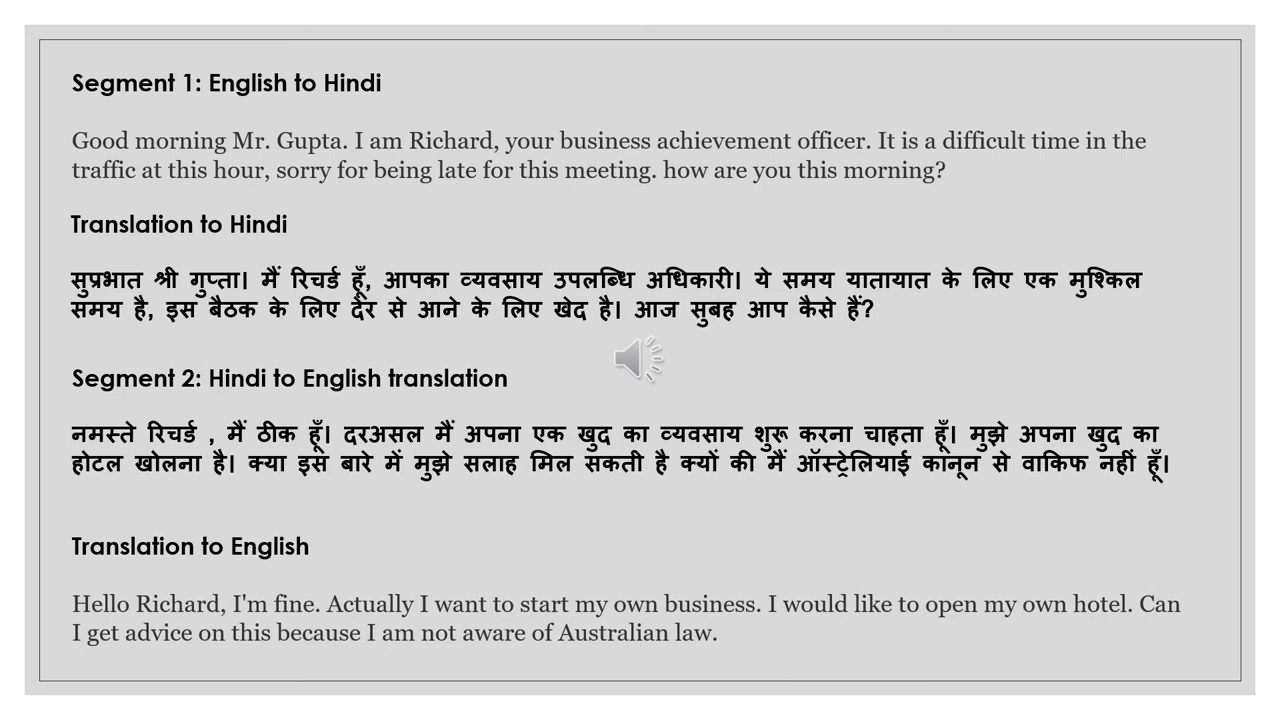 Segment 1: English to Hindi
Good morning Mr. Gupta. I am Richard, your business achievement officer. It is a difficult time in the
traffic at this hour, sorry for being late for this meeting. how are you this morning?
Translation to Hindi
सुप्रभात श्री गुप्ता। मैं रिचर्ड हूँ, आपका व्यवसाय उपलब्धि अधिकारी। ये समय यातायात के लिए एक मुश्किल
समय है, इस बैठक के लिए देर से आने के लिए खेद है। आज सुबह आप कैसे हैं?
Segment 2: Hindi to English translation
नमस्ते रिचर्ड , मैं ठीक हूँ। दरअसल मैं अपना एक खुद का व्यवसाय शुरू करना चाहता हूँ। मुझे अपना खुद का
होटल खोलना है। क्या इस बारे में मुझे सलाह मिल सकती है क्यों की मैं ऑस्ट्रेलियाई कानून से वाकिफ नहीं हूँ।
Translation to English
Hello Richard, I'm fine. Actually I want to start my own business. I would like to open my own hotel. Can
I get advice on this because I am not aware of Australian law.